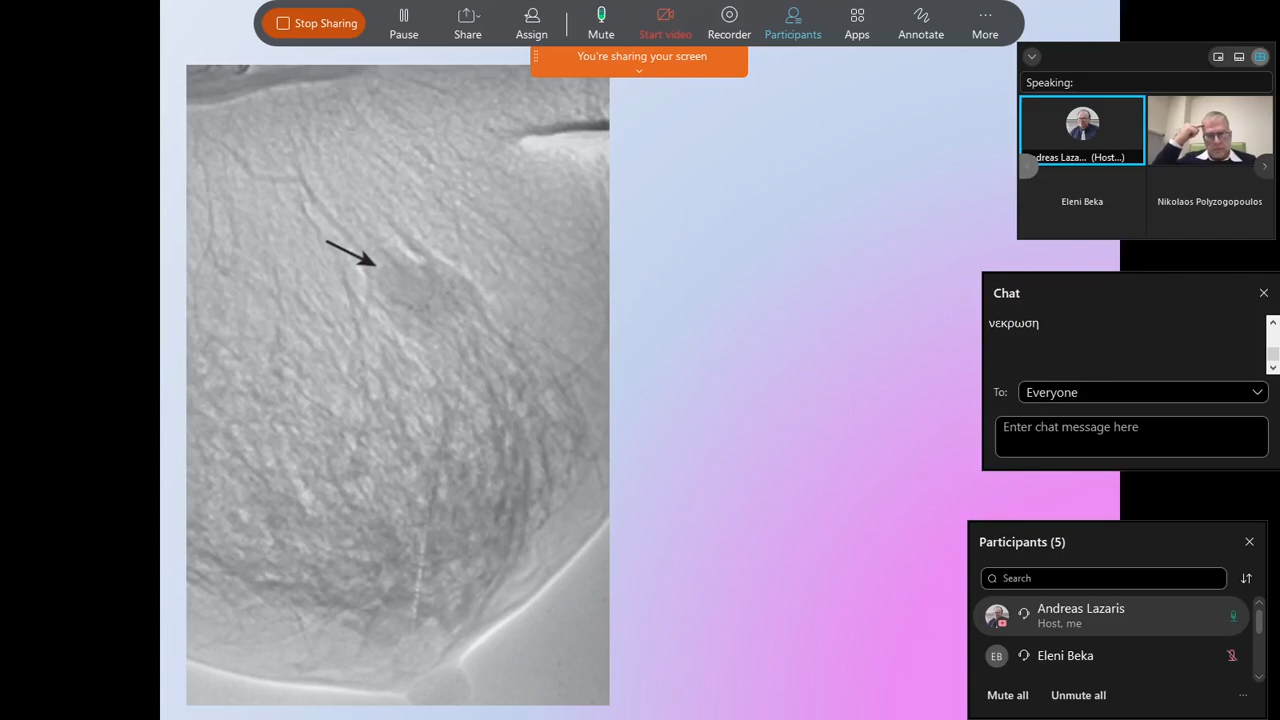 Stop Sharing
Pause
Share
Assign
Mute
Start video
Recorder
Participants
Apps
Annotate
More
You're sharing your screen
Speaking:
dreas Laza... (Host...)
Eleni Beka
Nikolaos Polyzogopoulos
Chat
νεκρωση
To:
Everyone
Enter chat message here
Participants (5)
Search
Andreas Lazaris
Host, me
EB
Eleni Beka
Mute all
Unmute all